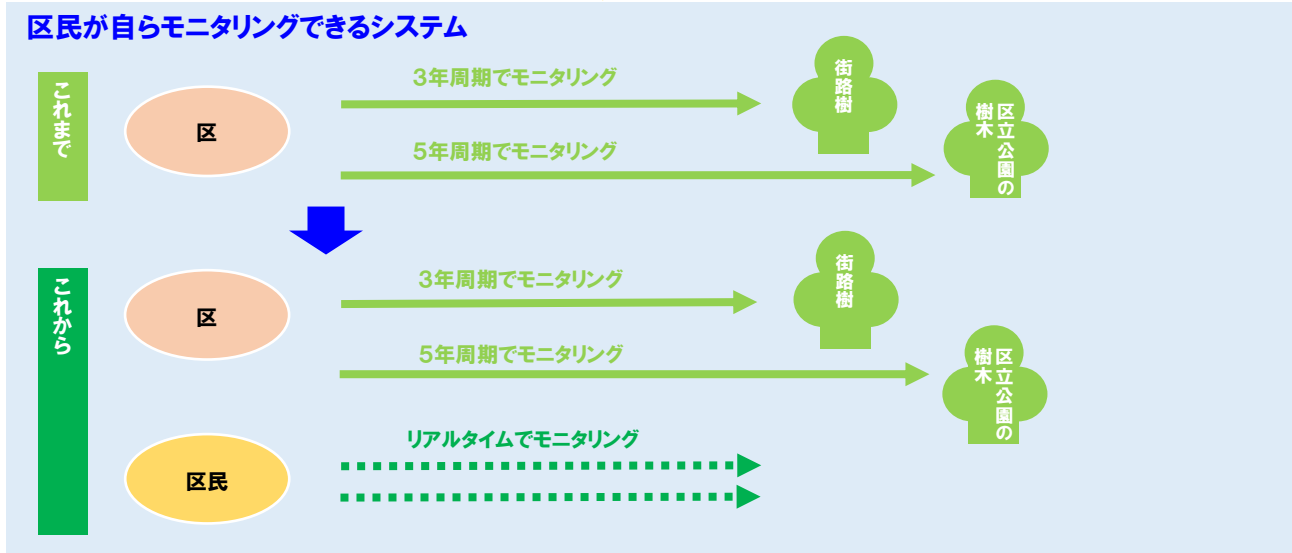 区民が自らモニタリングできるシステム
これまで
区
3年周期でモニタリング
街路樹
5年周期でモニタリング
区立公園の
樹木
これから
区
3年周期でモニタリング
街路樹
5年周期でモニタリング
区立公園の
樹木
区民
リアルタイムでモニタリング